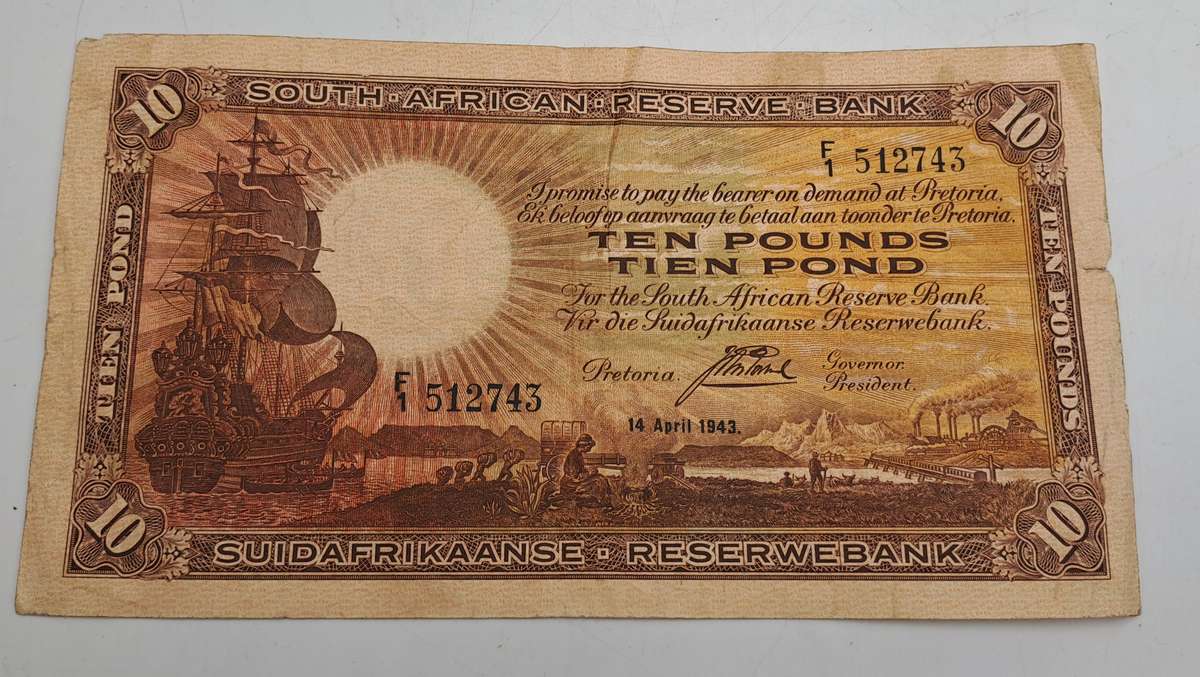 10
SOUTH · AFRICAN · RESERVE · BANK
10
F/1 512743
I promise to pay the bearer on demand at Pretoria.
Ek beloof op aanvraag te betaal aan toonder te Pretoria.
TEN POUNDS
TIEN POND
For the South African Reserve Bank.
Vir die Suidafrikaanse Reserwebank.
Pretoria.
Governor.
President.
F/1 512743
14 April 1943.
TIEN POND
TEN POUNDS
10
SUIDAFRIKAANSE · RESERWEBANK
10